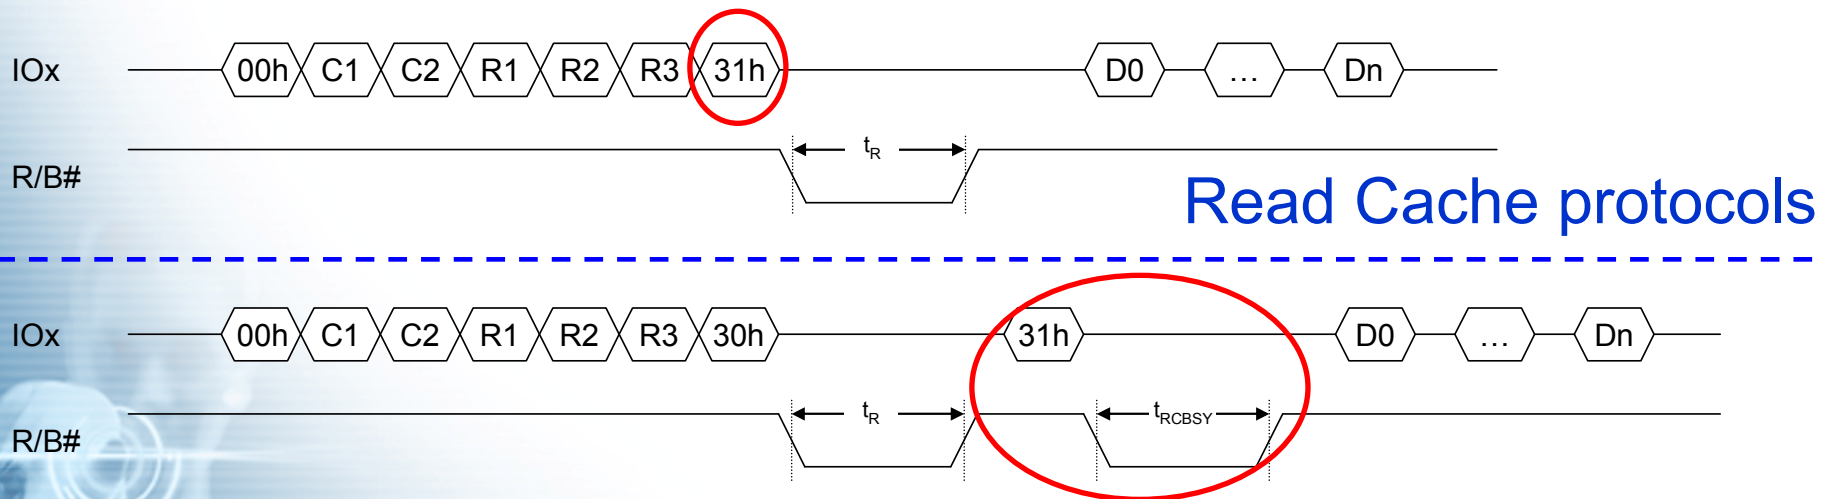 IOx 00h C1 C2 R1 R2 R3 31h D0 ... Dn
R/B# tR
Read Cache protocols
IOx 00h C1 C2 R1 R2 R3 30h 31h D0 ... Dn
R/B# tR tRCBSY